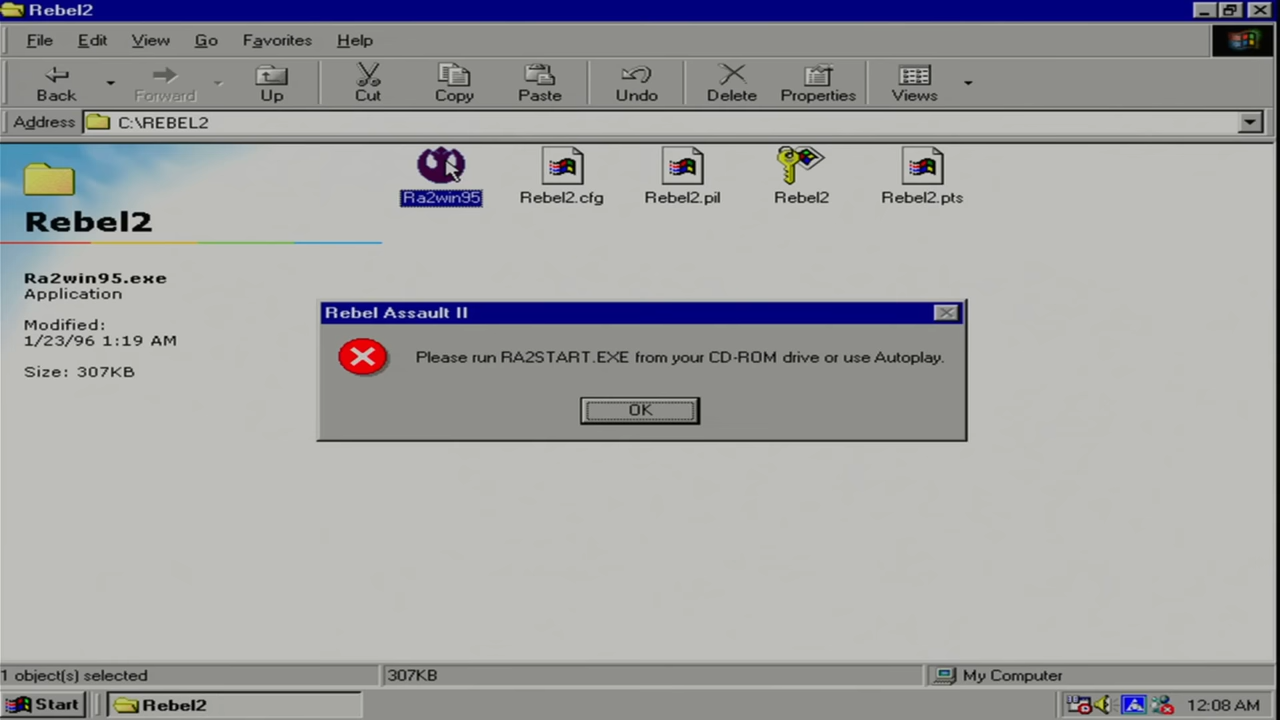 Rebel2
File Edit View Go Favorites Help
Back Forward Up Cut Copy Paste Undo Delete Properties Views
Address C:\REBEL2
Ra2win95 Rebel2.cfg Rebel2.pil Rebel2 Rebel2.pts
Rebel2
Ra2win95.exe
Application
Modified:
1/23/96 1:19 AM
Size: 307KB
Rebel Assault II
Please run RA2START.EXE from your CD-ROM drive or use Autoplay.
OK
1 object(s) selected 307KB My Computer
Start Rebel2 12:08 AM